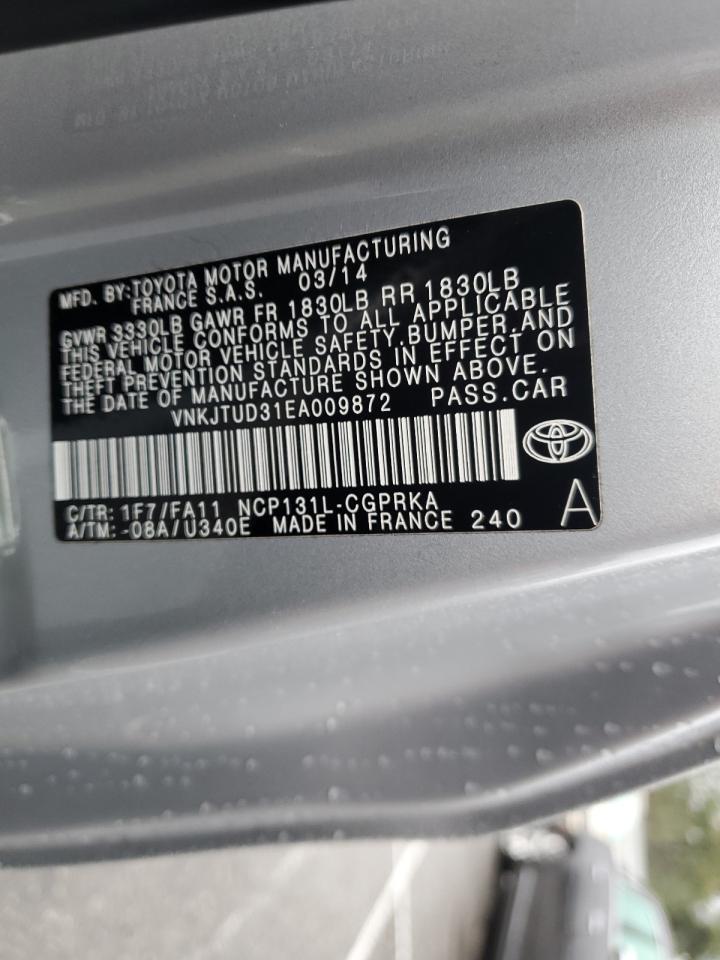 MFD. BY:TOYOTA MOTOR MANUFACTURING
FRANCE S.A.S. 03/14
GVWR 3330LB GAWR FR 1830LB RR 1830LB
THIS VEHICLE CONFORMS TO ALL APPLICABLE
FEDERAL MOTOR VEHICLE SAFETY,BUMPER,AND
THEFT PREVENTION STANDARDS IN EFFECT ON
THE DATE OF MANUFACTURE SHOWN ABOVE.
VNKJTUD31EA009872 PASS.CAR
C/TR: 1F7/FA11 NCP131L-CGPRKA
A/TM: -08A/U340E MADE IN FRANCE 240 A